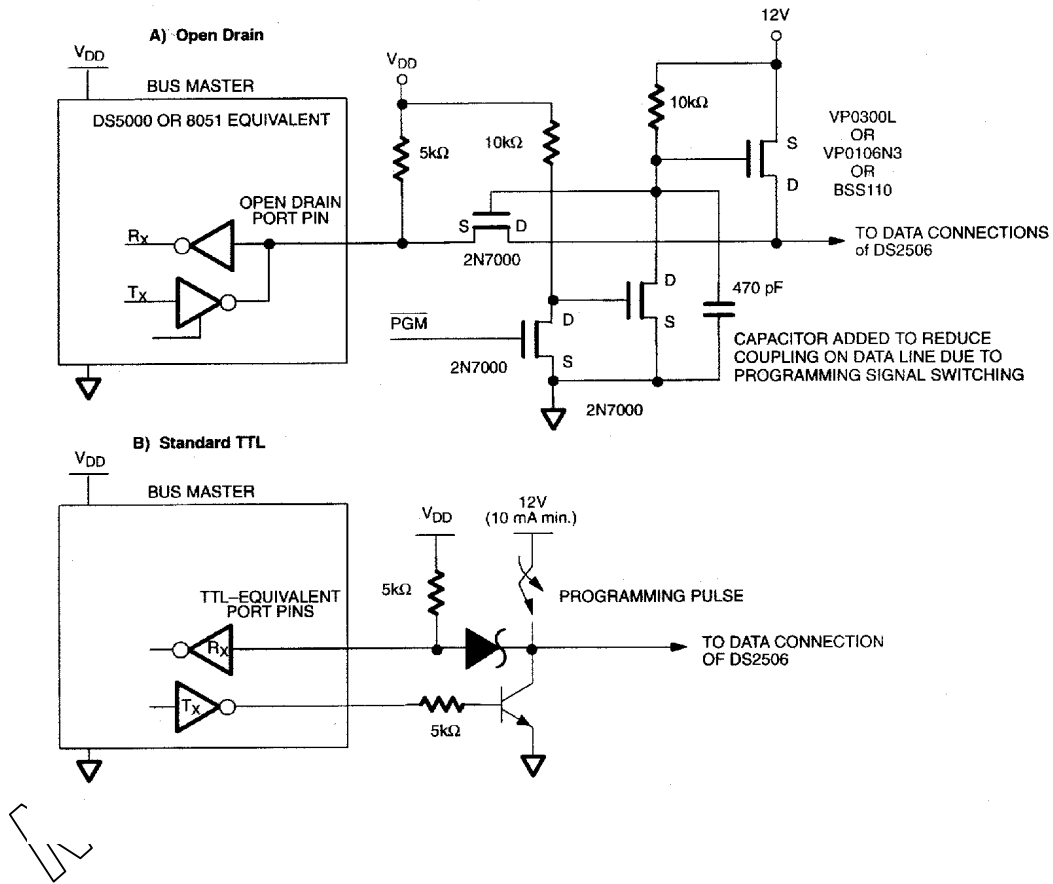 A) Open Drain
12V
VDD
VDD
BUS MASTER
DS5000 OR 8051 EQUIVALENT
5kΩ
10kΩ
10kΩ
VP0300L
OR
VP0106N3
OR
BSS110
S
D
OPEN DRAIN
PORT PIN
RX
S
D
2N7000
TO DATA CONNECTIONS
of DS2506
TX
D
S
470 pF
PGM
D
S
2N7000
2N7000
CAPACITOR ADDED TO REDUCE
COUPLING ON DATA LINE DUE TO
PROGRAMMING SIGNAL SWITCHING
B) Standard TTL
VDD
BUS MASTER
VDD
12V
(10 mA min.)
5kΩ
PROGRAMMING PULSE
TTL–EQUIVALENT
PORT PINS
RX
TO DATA CONNECTION
OF DS2506
TX
5kΩ